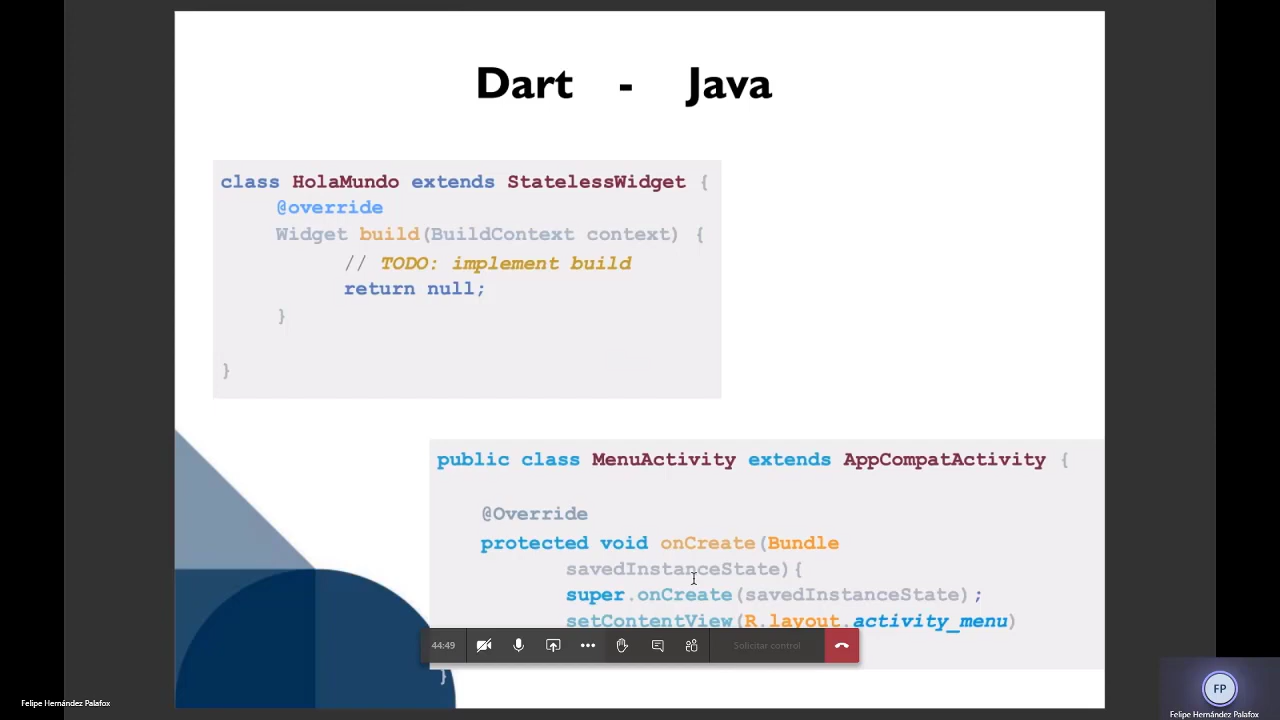 Dart - Java
class HolaMundo extends StatelessWidget {
@override
Widget build(BuildContext context) {
// TODO: implement build
return null;
}
}
public class MenuActivity extends AppCompatActivity {
@Override
protected void onCreate(Bundle
savedInstanceState){
super.onCreate(savedInstanceState);
setContentView(R.layout.activity_menu)
44:49
Solicitar control
}
FP
Felipe Hernández Palafox
Felipe Hernández Palafox